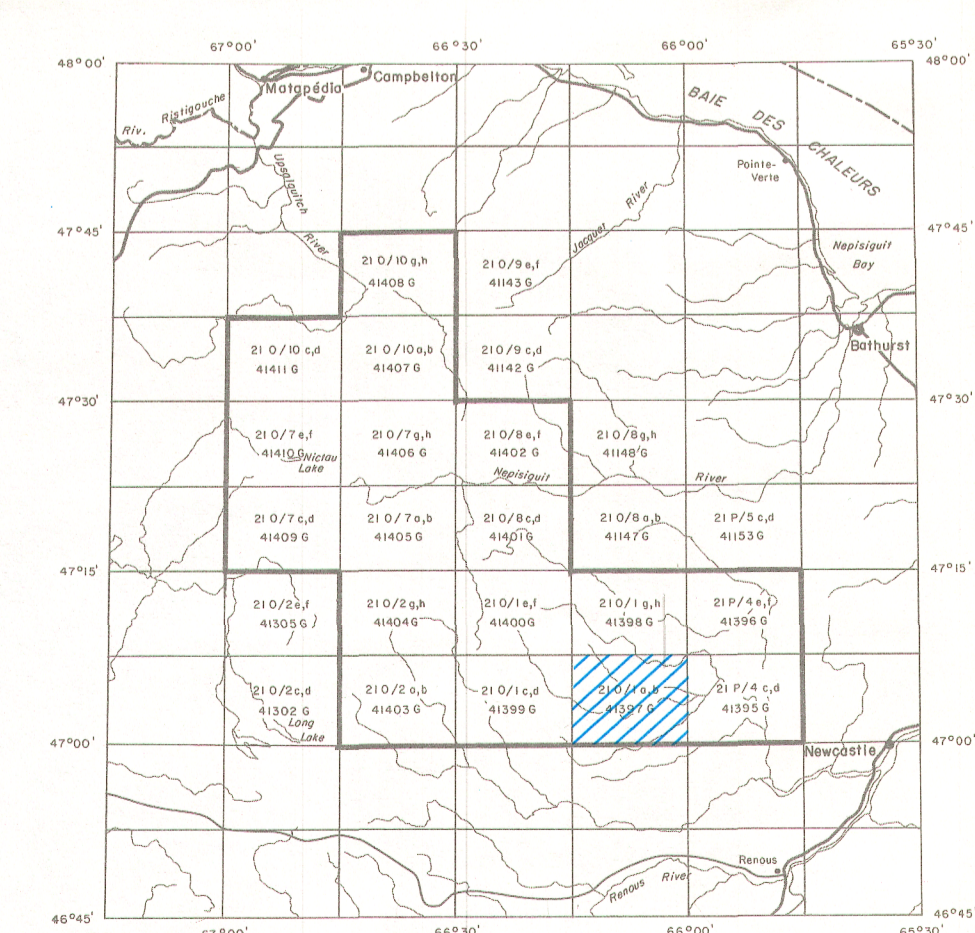 67°00' 66°30' 66°00' 65°30'
48°00' 48°00'
Campbelton
Matapédia
Ristigouche
Riv.
BAIE DES CHALEURS
Pointe-
Verte
Upsalquitch
River
Jacquet River
47°45' 47°45'
Nepisiguit
Bay
21 O/10 g,h
41408 G
21 O/9 e,f
41143 G
Bathurst
21 O/10 c,d
41411 G
21 O/10 a,b
41407 G
21 O/9 c,d
41142 G
47°30' 47°30'
21 O/7 e,f
41410 G
Nictau
Lake
21 O/7 g,h
41406 G
21 O/8 e,f
41402 G
21 O/8 g,h
41148 G
Nepisiguit River
21 O/7 c,d
41409 G
21 O/7 a,b
41405 G
21 O/8 c,d
41401 G
21 O/8 a,b
41147 G
21 P/5 c,d
41153 G
47°15' 47°15'
21 O/2 e,f
41305 G
21 O/2 g,h
41404 G
21 O/1 e,f
41400 G
21 O/1 g,h
41398 G
21 P/4 e,f
41396 G
21 O/2 c,d
41302 G
Long
Lake
21 O/2 a,b
41403 G
21 O/1 c,d
41399 G
21 O/1 a,b
41397 G
21 P/4 c,d
41395 G
47°00' 47°00'
Newcastle
Renous
Renous River
46°45' 46°45'
67°00' 66°30' 66°00' 65°30'